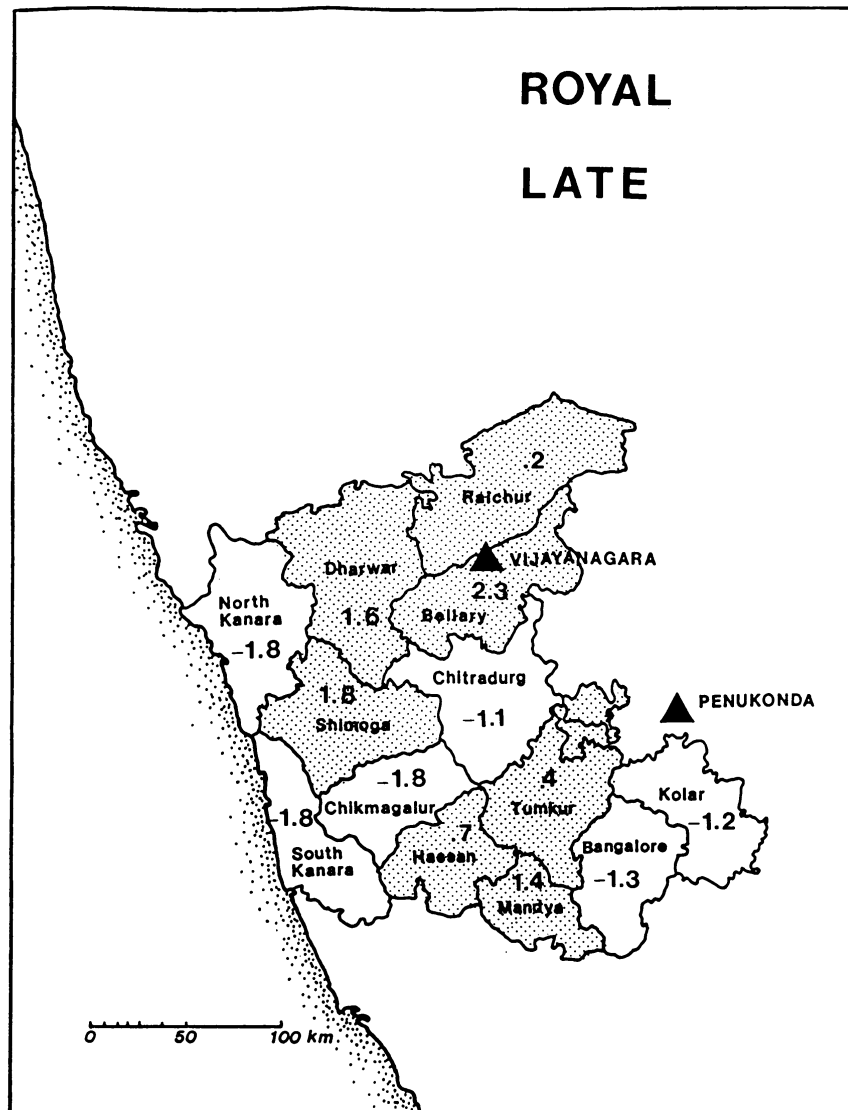 ROYAL
LATE
.2
Raichur
VIJAYANAGARA
Dharwar
2.3
North
Kanara
1.6
Bellary
-1.8
Chitradurg
1.8
PENUKONDA
Shimoga
-1.1
-1.8
.4
Kolar
Chikmagalur
Tumkur
-1.8
-1.2
.7
Bangalore
South
Kanara
Hassan
1.4
-1.3
Mandya
0 50 100 km.